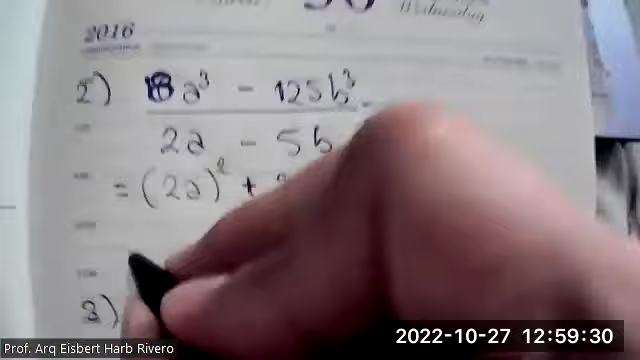 Wednesday
2016
2) 8a³ - 125b³
2a - 5b
= (2a)² +
3)
Prof. Arq Eisbert Harb Rivero
2022-10-27 12:59:30